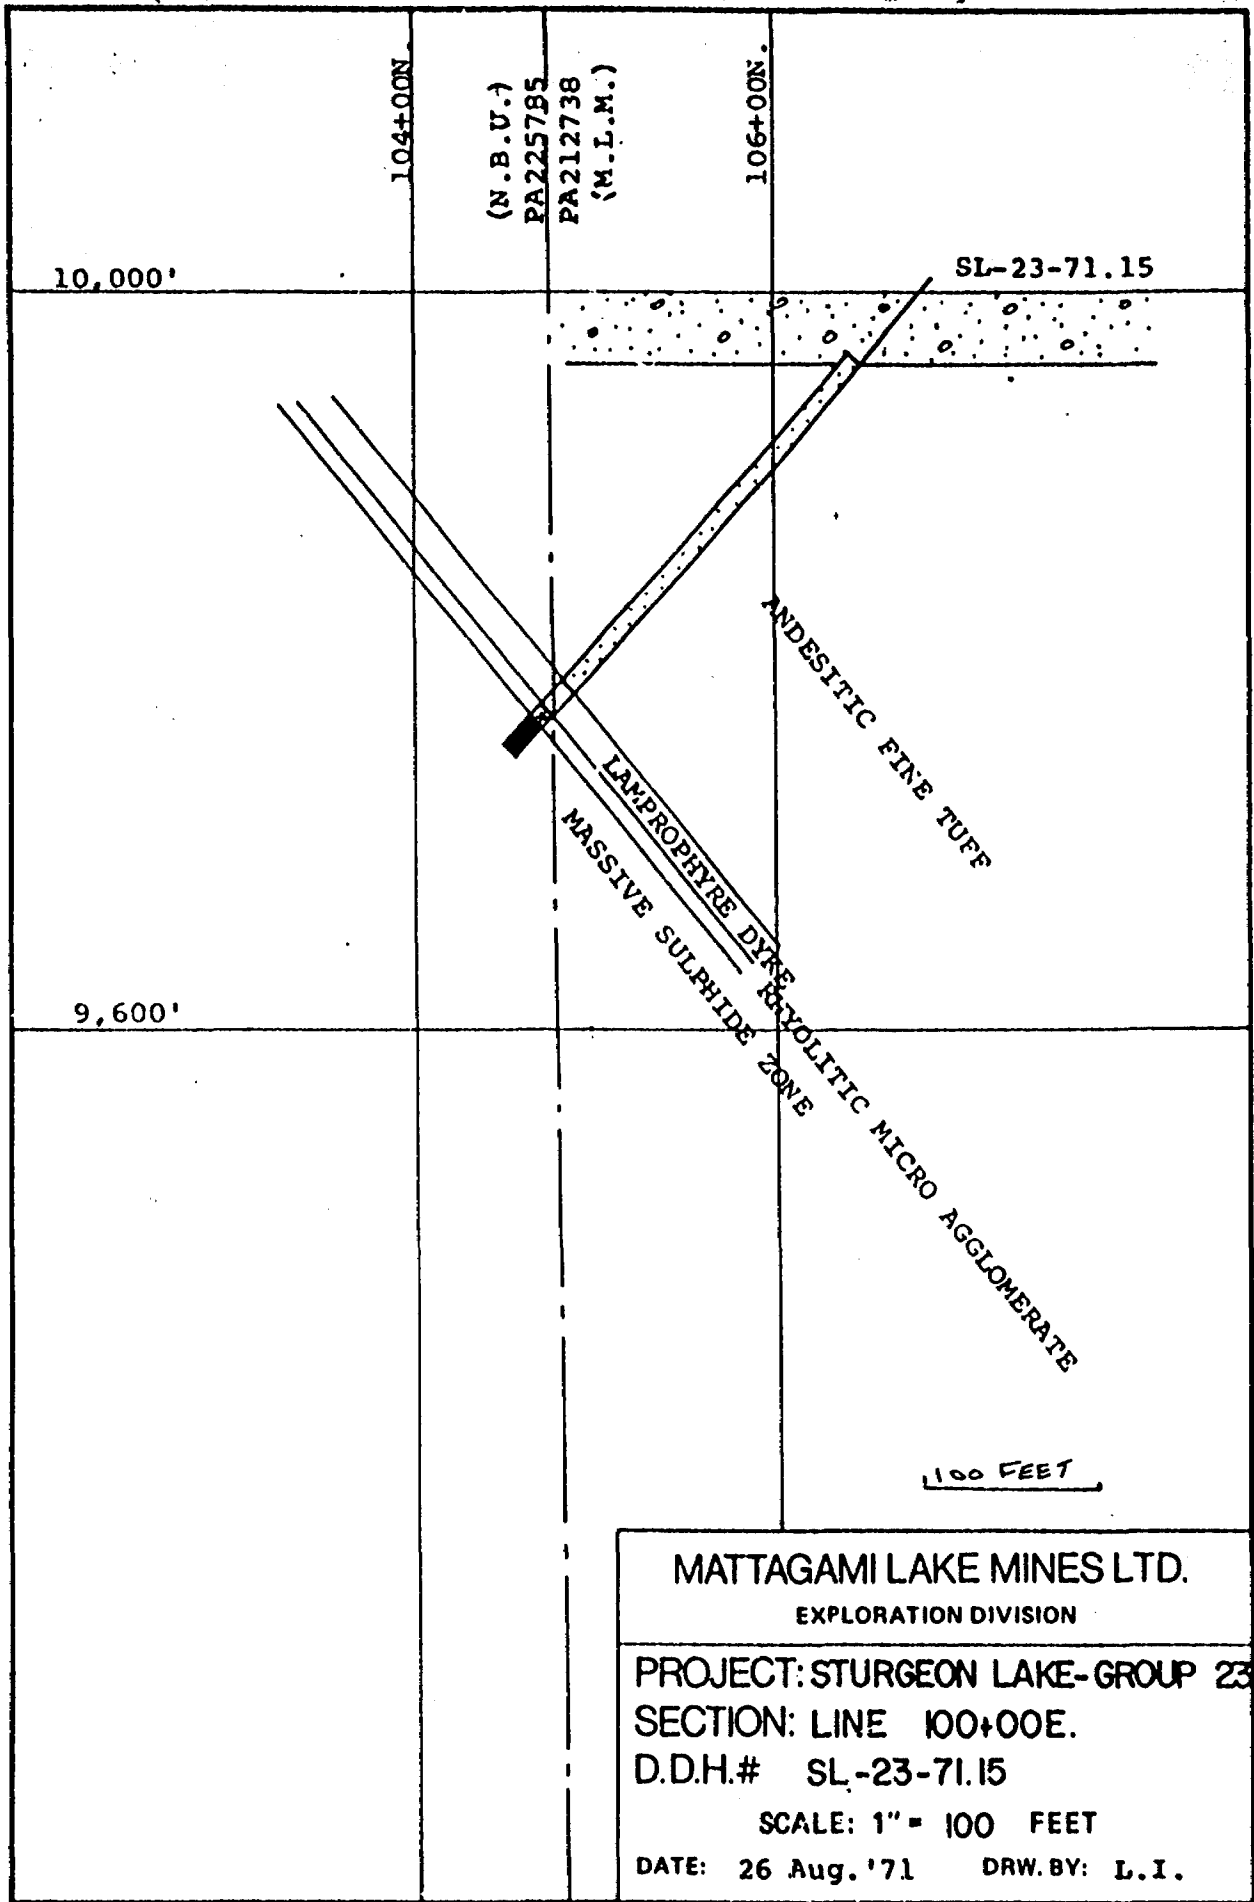 104+00N.
(N.B.U.)
PA225785
PA212738
(M.L.M.)
106+00N.
10,000'
SL-23-71.15
ANDESITIC FINE TUFF
LAMPROPHYRE DYKE
MASSIVE SULPHIDE ZONE
RHYOLITIC MICRO AGGLOMERATE
9,600'
100 FEET
MATTAGAMI LAKE MINES LTD.
EXPLORATION DIVISION
PROJECT: STURGEON LAKE-GROUP 23
SECTION: LINE 100+00E.
D.D.H.# SL-23-71.15
SCALE: 1" = 100 FEET
DATE: 26 Aug. '71 DRW. BY: L.I.